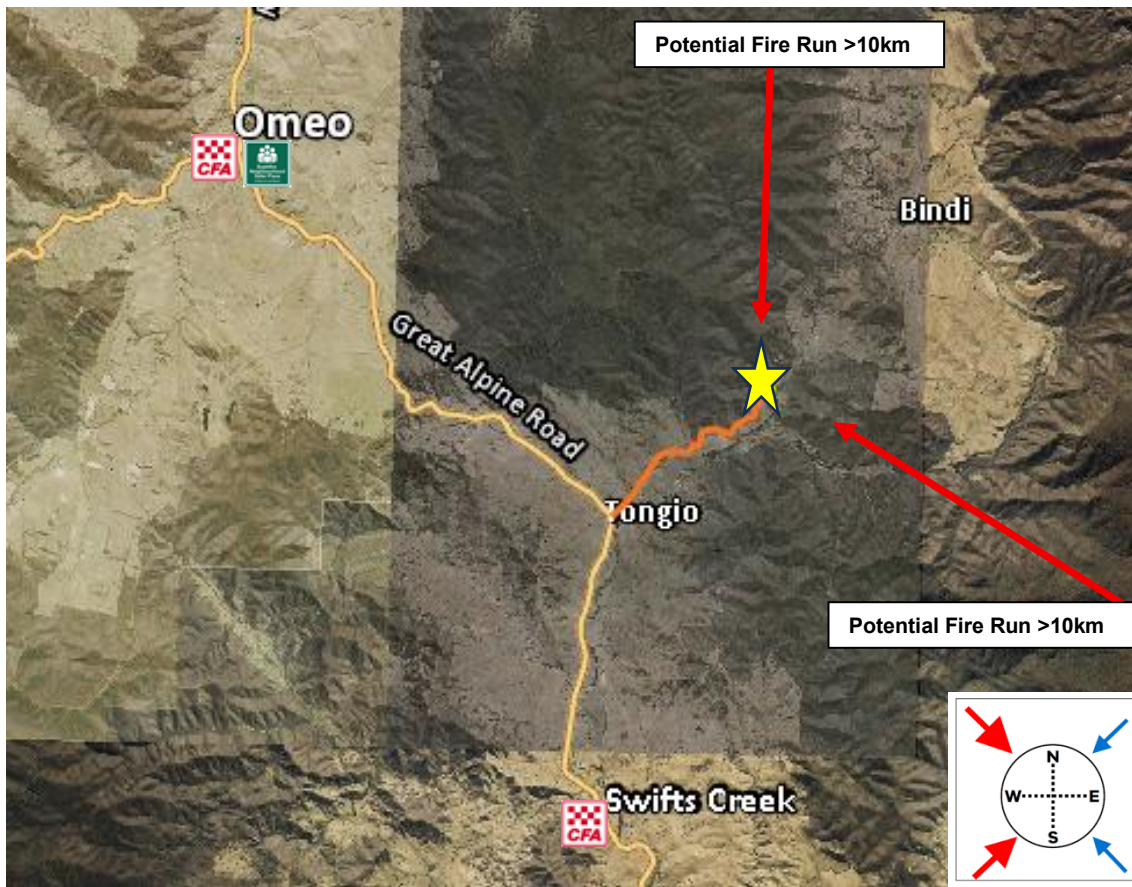 Potential Fire Run >10km
Omeo
CFA
Bindi
Great Alpine Road
Tongio
Potential Fire Run >10km
Swifts Creek
CFA
N
W
E
S